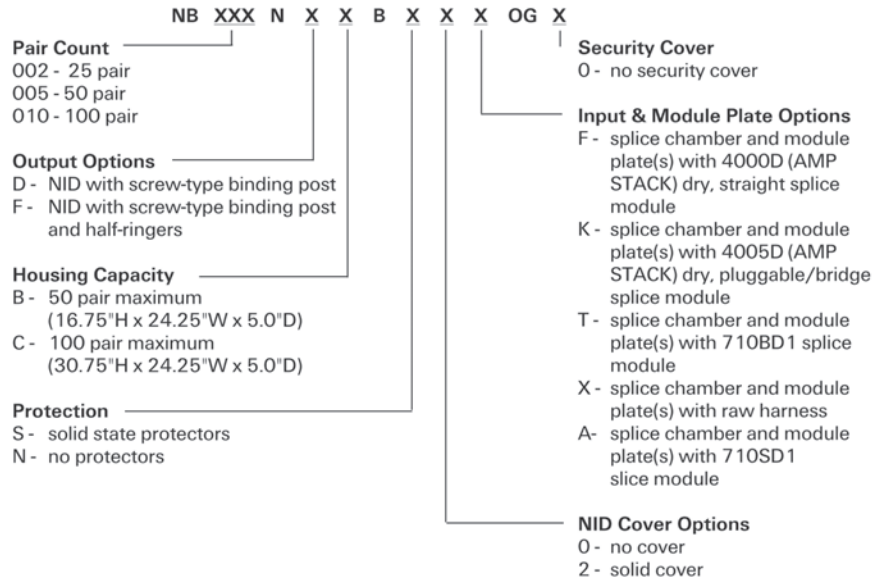 NB XXX N X X B X X X OG X
Pair Count
002 - 25 pair
005 - 50 pair
010 - 100 pair
Output Options
D - NID with screw-type binding post
F - NID with screw-type binding post
and half-ringers
Housing Capacity
B - 50 pair maximum
(16.75"H x 24.25"W x 5.0"D)
C - 100 pair maximum
(30.75"H x 24.25"W x 5.0"D)
Protection
S - solid state protectors
N - no protectors
Security Cover
0 - no security cover
Input & Module Plate Options
F - splice chamber and module
plate(s) with 4000D (AMP
STACK) dry, straight splice
module
K - splice chamber and module
plate(s) with 4005D (AMP
STACK) dry, pluggable/bridge
splice module
T - splice chamber and module
plate(s) with 710BD1 splice
module
X - splice chamber and module
plate(s) with raw harness
A- splice chamber and module
plate(s) with 710SD1
slice module
NID Cover Options
0 - no cover
2 - solid cover